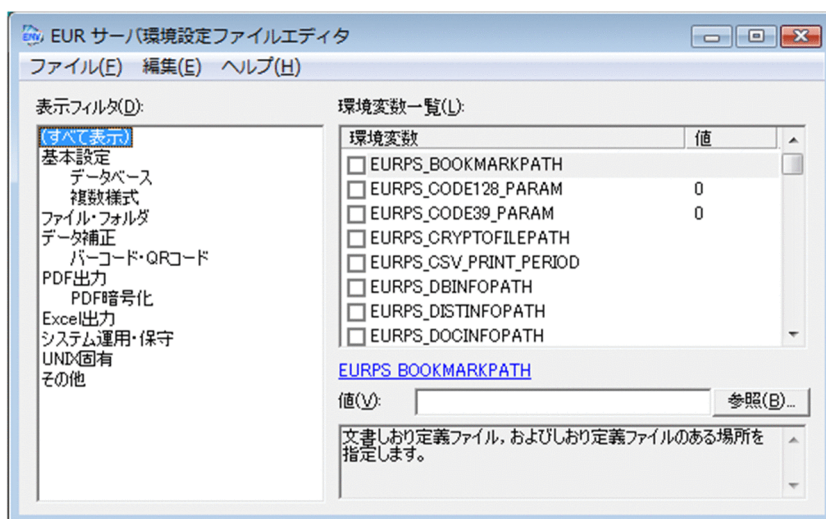 EUR サーバ環境設定ファイルエディタ
ファイル(F) 編集(E) ヘルプ(H)
表示フィルタ(D):
(すべて表示)
基本設定
データベース
複数様式
ファイル・フォルダ
データ補正
バーコード・QRコード
PDF出力
PDF暗号化
Excel出力
システム運用・保守
UNIX固有
その他
環境変数一覧(L):
環境変数 値
EURPS_BOOKMARKPATH
EURPS_CODE128_PARAM 0
EURPS_CODE39_PARAM 0
EURPS_CRYPTOFILEPATH
EURPS_CSV_PRINT_PERIOD
EURPS_DBINFOPATH
EURPS_DISTINFOPATH
EURPS_DOCINFOPATH
EURPS_BOOKMARKPATH
値(V): 参照(B)...
文書しおり定義ファイル，およびしおり定義ファイルのある場所を
指定します。